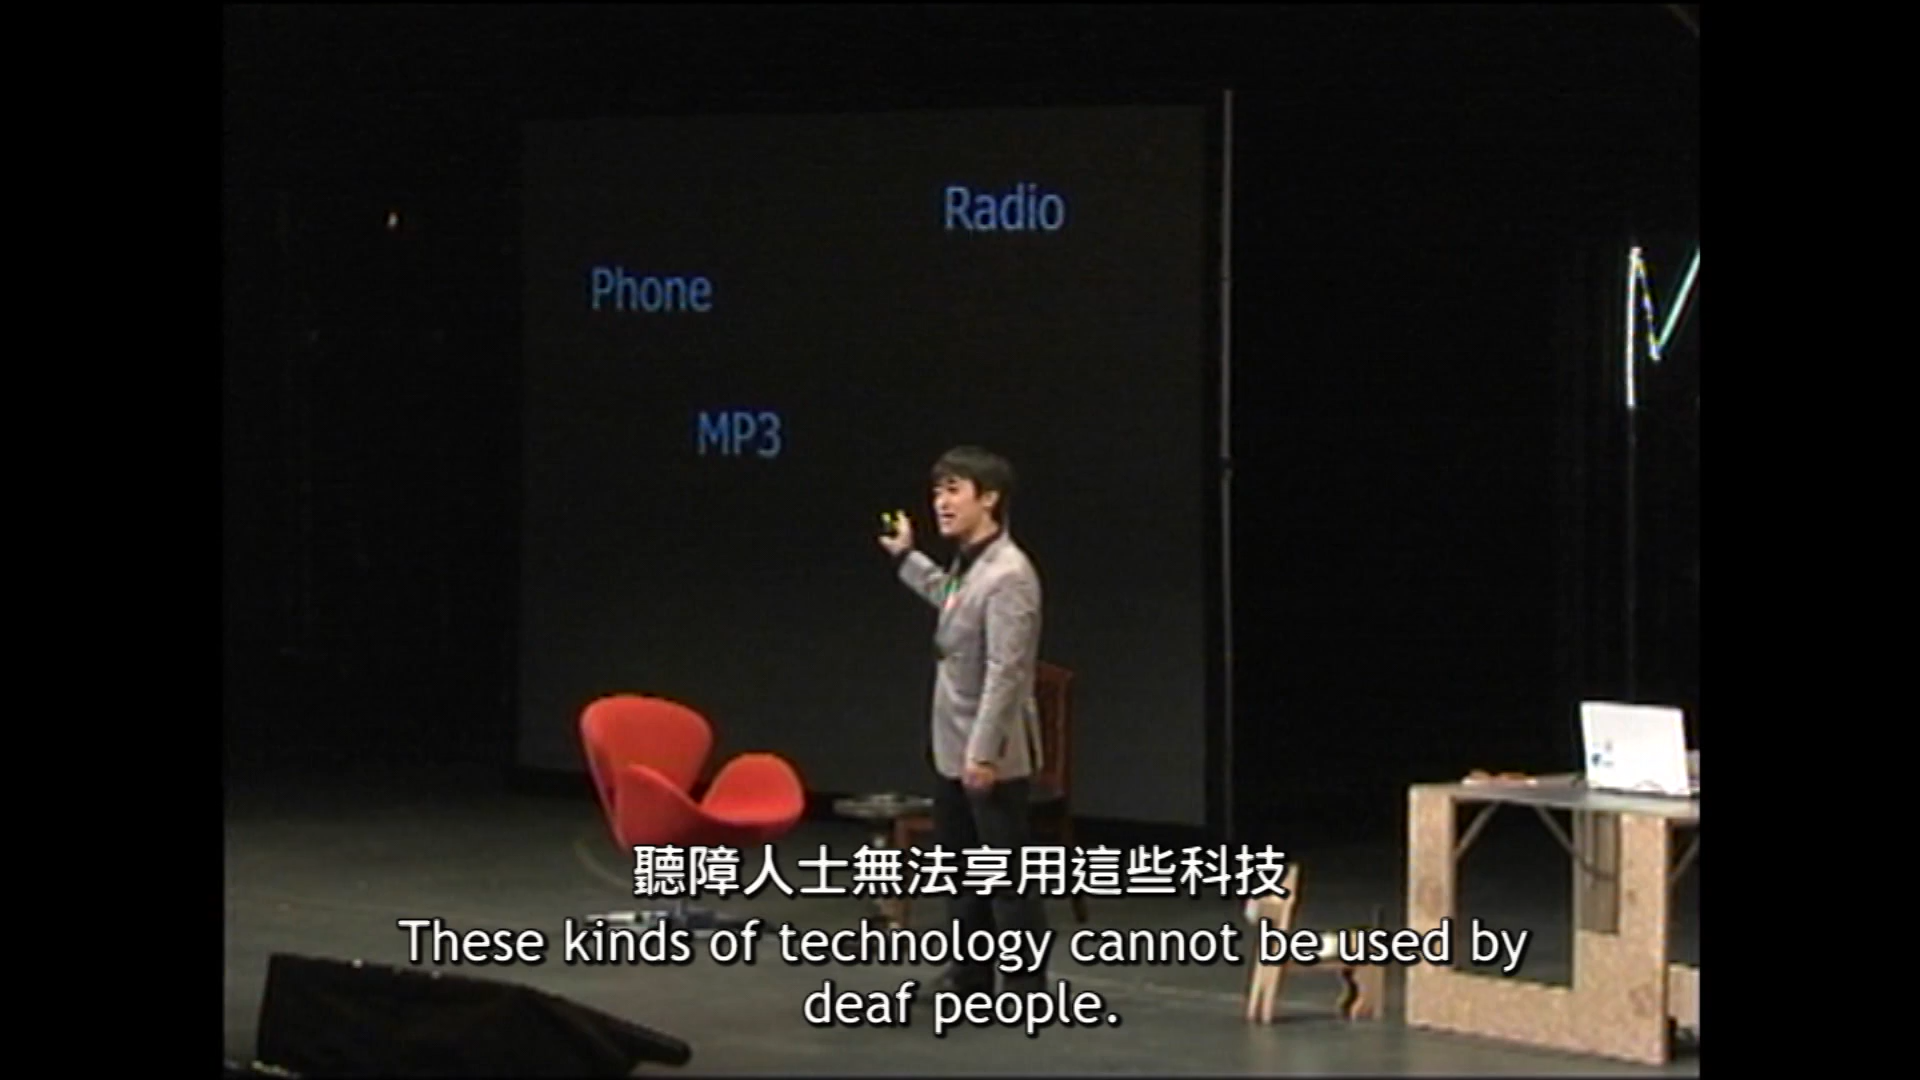 Radio
Phone
MP3
聽障人士無法享用這些科技
These kinds of technology cannot be used by
deaf people.